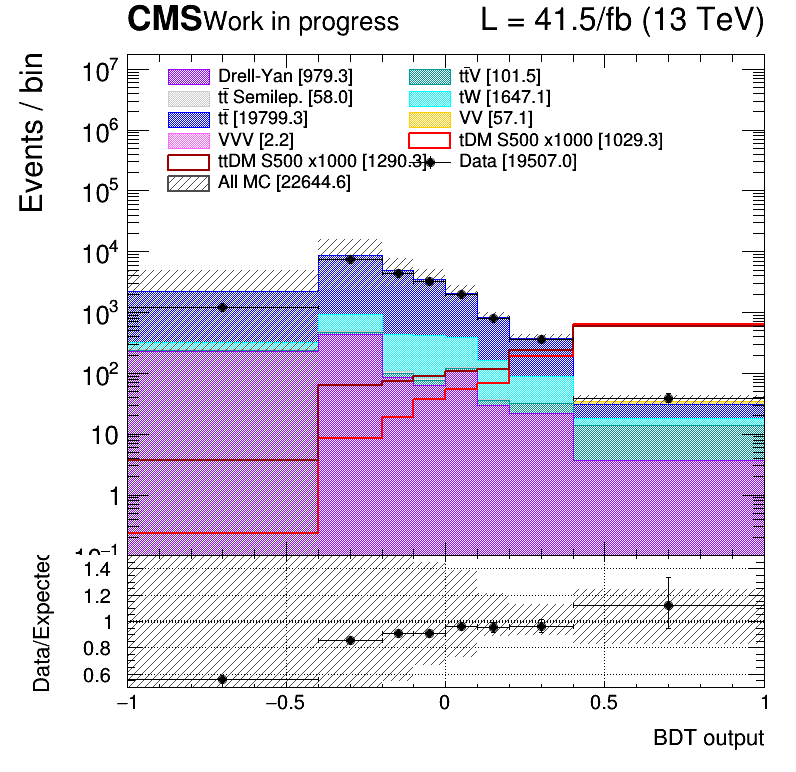 CMS Work in progress L = 41.5/fb (13 TeV)
Events / bin
10⁷
10⁶
10⁵
10⁴
10³
10²
10
1
10⁻¹
Drell-Yan [979.3] tt̄V [101.5]
tt̄ Semilep. [58.0] tW [1647.1]
tt̄ [19799.3] VV [57.1]
VVV [2.2] tDM S500 x1000 [1029.3]
ttDM S500 x1000 [1290.3] Data [19507.0]
All MC [22644.6]
Data/Expected
1.4
1.2
1
0.8
0.6
−1 −0.5 0 0.5 1
BDT output